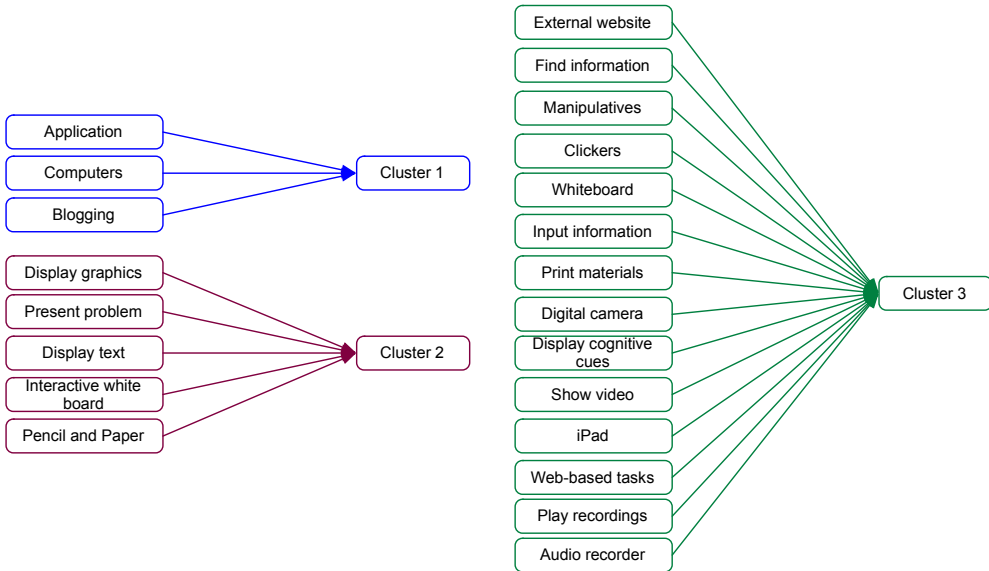 Application
Computers
Blogging
Cluster 1
Display graphics
Present problem
Display text
Interactive white
board
Pencil and Paper
Cluster 2
External website
Find information
Manipulatives
Clickers
Whiteboard
Input information
Print materials
Digital camera
Display cognitive
cues
Show video
iPad
Web-based tasks
Play recordings
Audio recorder
Cluster 3